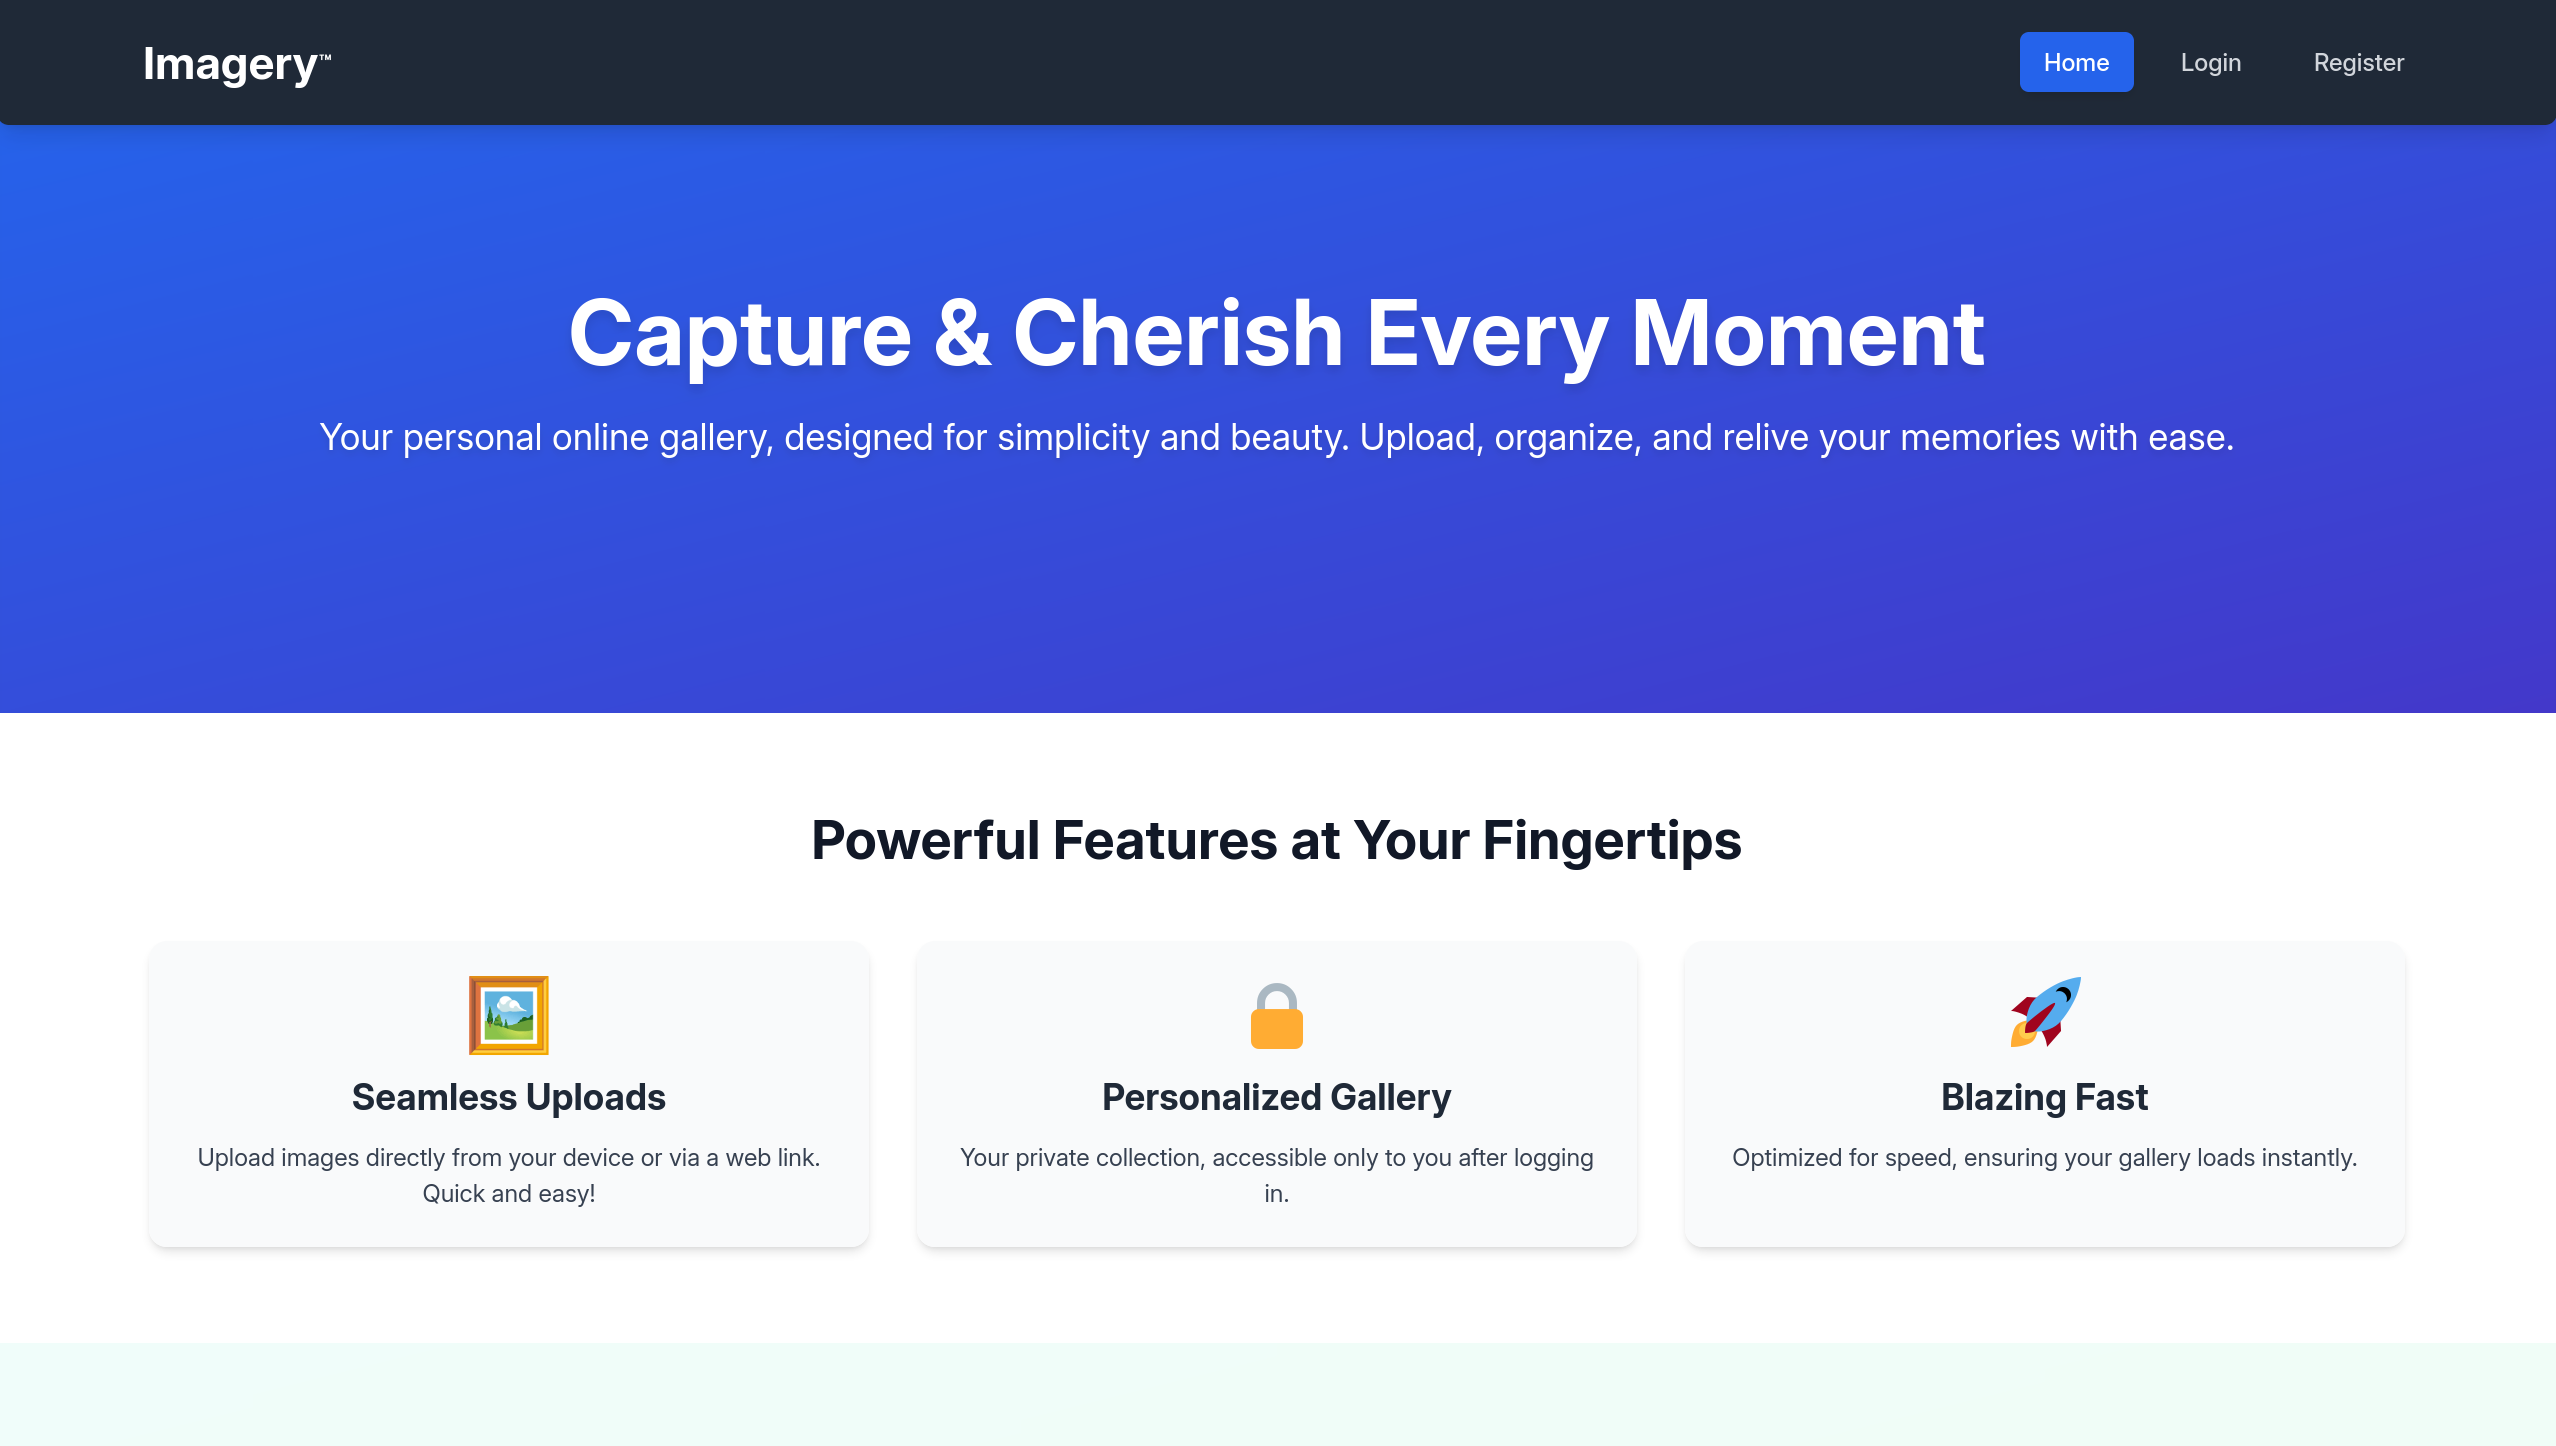 Imagery™
Home
Login
Register
Capture & Cherish Every Moment
Your personal online gallery, designed for simplicity and beauty. Upload, organize, and relive your memories with ease.
Powerful Features at Your Fingertips
Seamless Uploads
Upload images directly from your device or via a web link.
Quick and easy!
Personalized Gallery
Your private collection, accessible only to you after logging
in.
Blazing Fast
Optimized for speed, ensuring your gallery loads instantly.